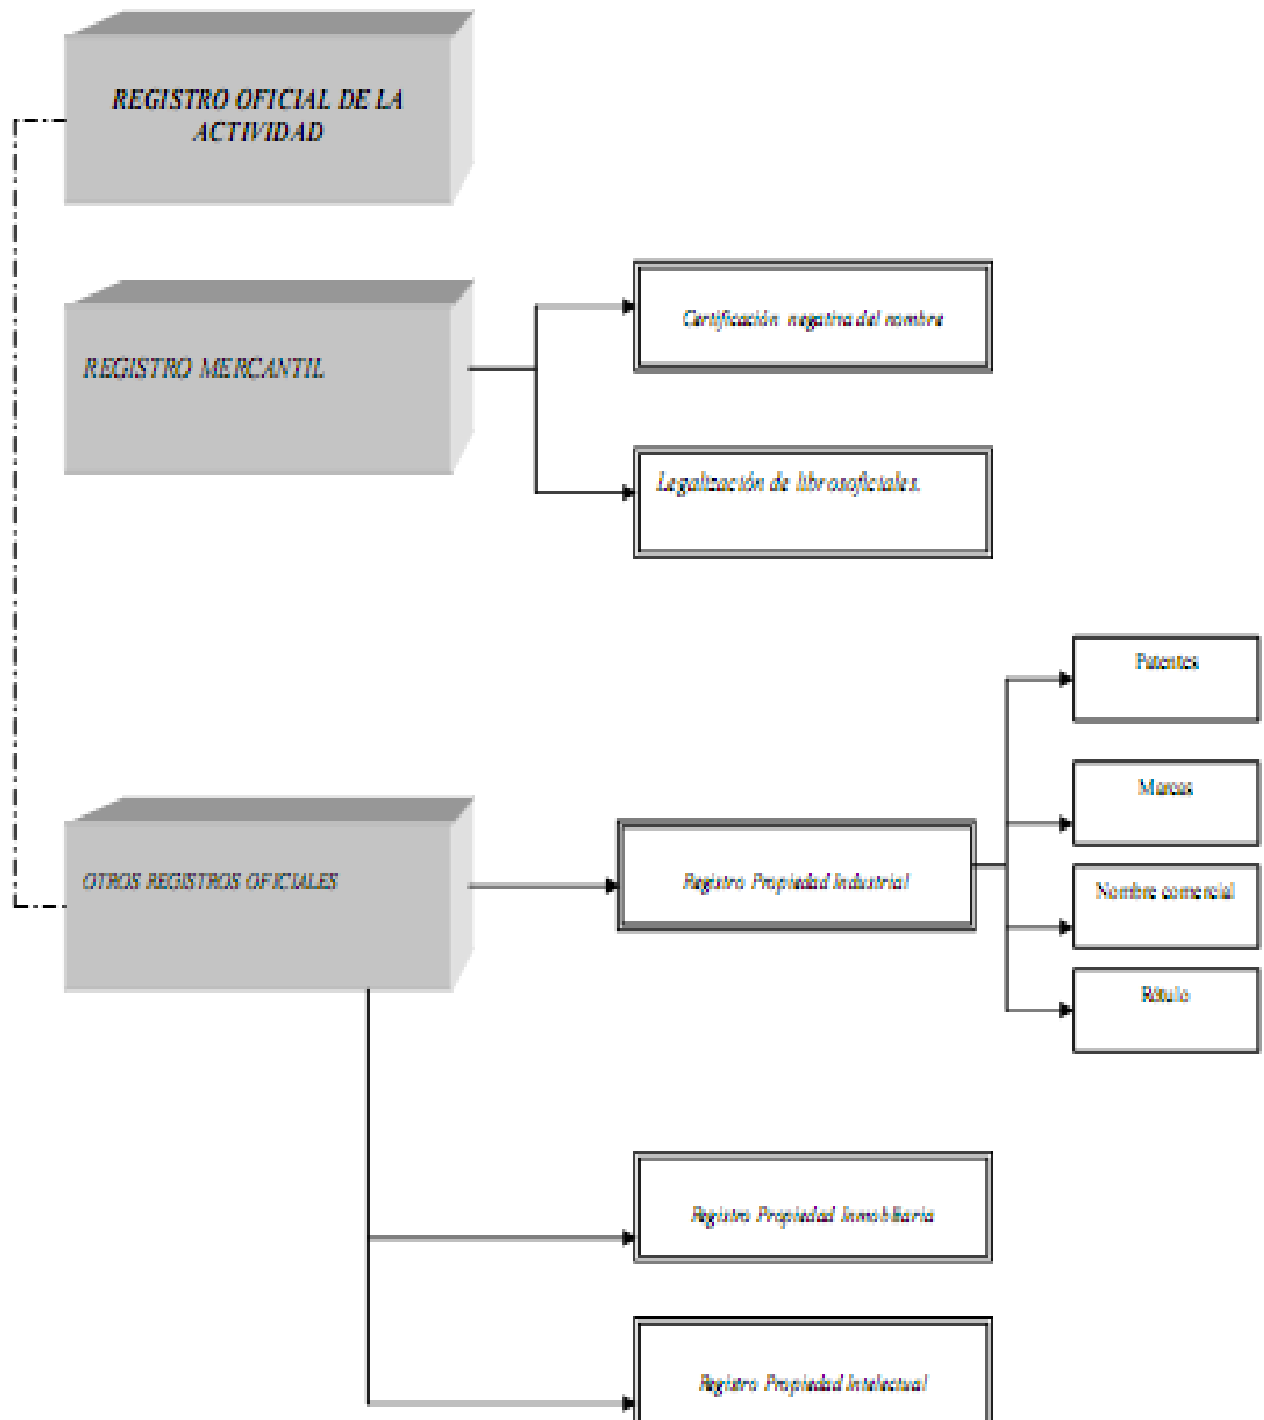 REGISTRO OFICIAL DE LA
ACTIVIDAD
REGISTRO MERCANTIL
Certificación negativa del nombre
Legalización de librosoficiales.
OTROS REGISTROS OFICIALES
Registro Propiedad Industrial
Patentes
Marcas
Nombre comercial
Rótulo
Registro Propiedad Inmobiliaria
Registro Propiedad Intelectual